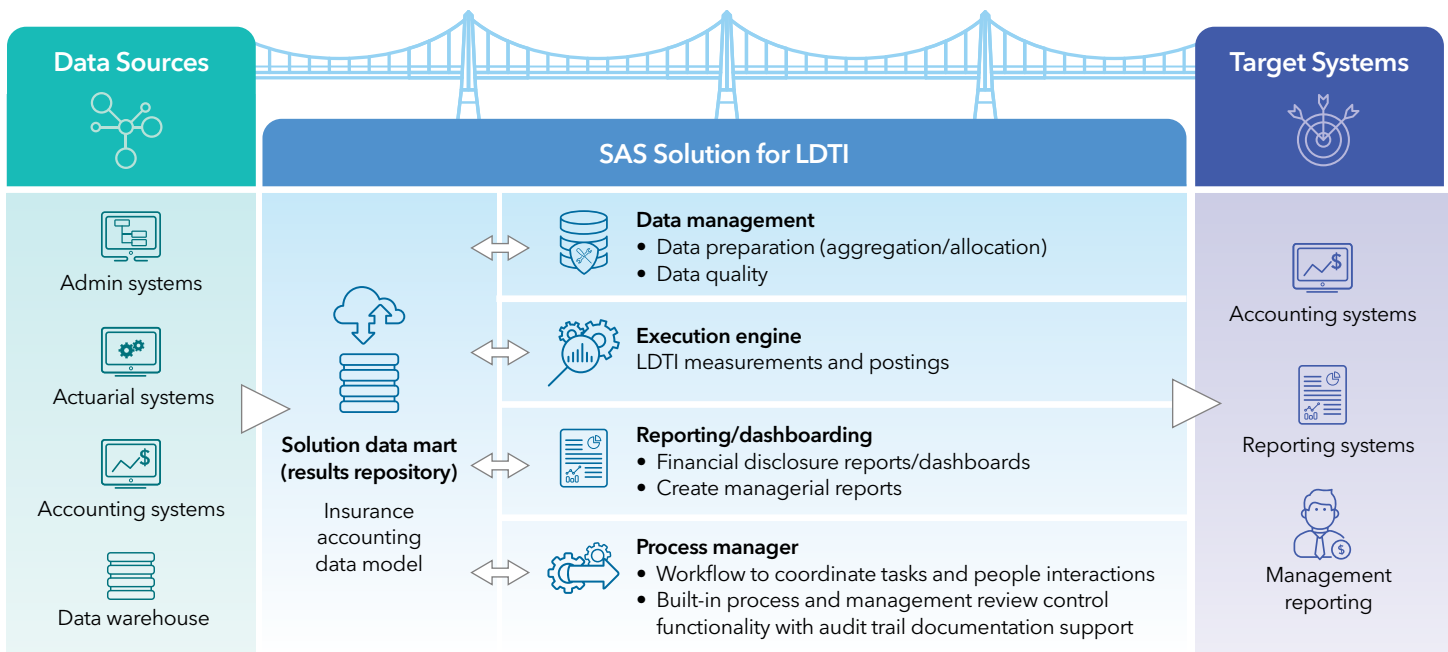 Data Sources
Admin systems
Actuarial systems
$
Accounting systems
Data warehouse
SAS Solution for LDTI
Solution data mart
(results repository)
Insurance
accounting
data model
Data management
• Data preparation (aggregation/allocation)
• Data quality
Execution engine
LDTI measurements and postings
Reporting/dashboarding
• Financial disclosure reports/dashboards
• Create managerial reports
Process manager
• Workflow to coordinate tasks and people interactions
• Built-in process and management review control
functionality with audit trail documentation support
Target Systems
$
Accounting systems
Reporting systems
$
Management
reporting